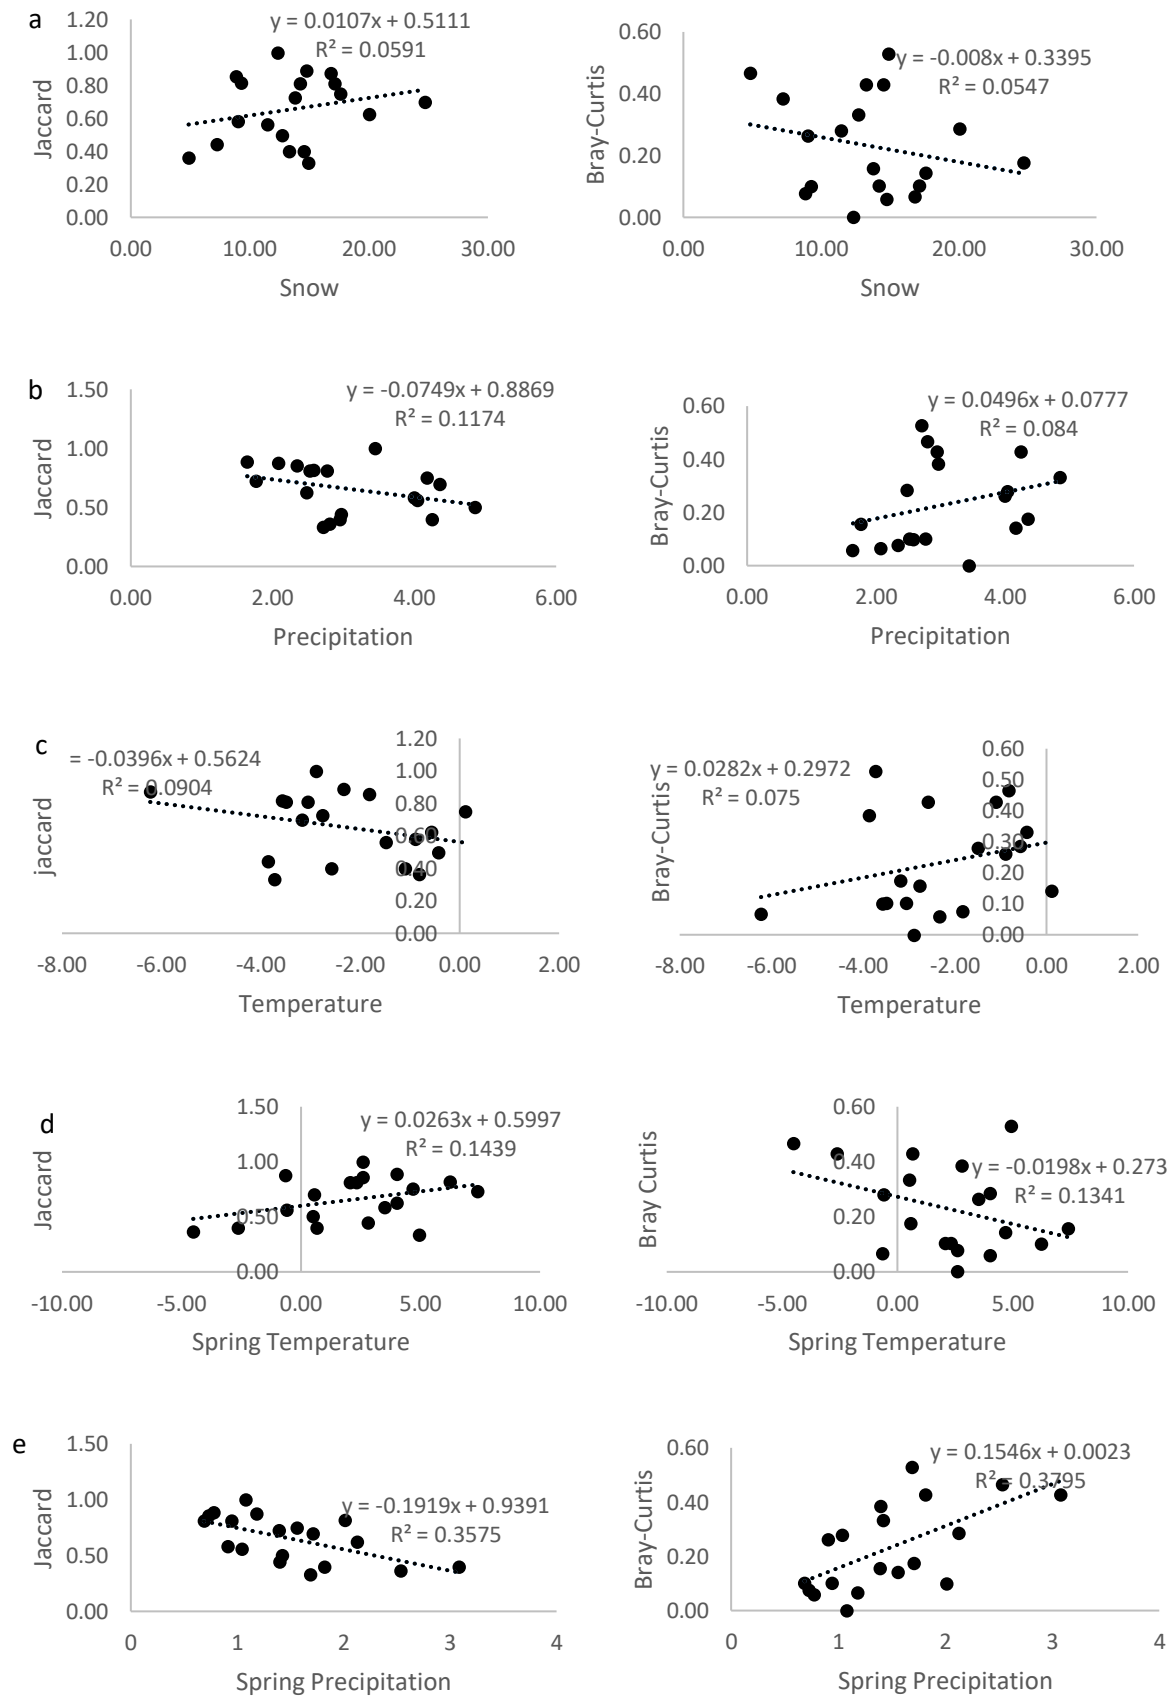 a
1.20
1.00
0.80
0.60
0.40
0.20
0.00
Jaccard
y = 0.0107x + 0.5111
R² = 0.0591
0.00 10.00 20.00 30.00
Snow
0.60
0.40
0.20
0.00
Bray-Curtis
y = -0.008x + 0.3395
R² = 0.0547
0.00 10.00 20.00 30.00
Snow
b
1.50
1.00
0.50
0.00
Jaccard
y = -0.0749x + 0.8869
R² = 0.1174
0.00 2.00 4.00 6.00
Precipitation
0.60
0.40
0.20
0.00
Bray-Curtis
y = 0.0496x + 0.0777
R² = 0.084
0.00 2.00 4.00 6.00
Precipitation
c
1.20
1.00
0.80
0.60
0.40
0.20
0.00
jaccard
= -0.0396x + 0.5624
R² = 0.0904
-8.00 -6.00 -4.00 -2.00 0.00 2.00
Temperature
0.60
0.50
0.40
0.30
0.20
0.10
0.00
Bray-Curtis
y = 0.0282x + 0.2972
R² = 0.075
-8.00 -6.00 -4.00 -2.00 0.00 2.00
Temperature
d
1.50
1.00
0.50
0.00
Jaccard
y = 0.0263x + 0.5997
R² = 0.1439
-10.00 -5.00 0.00 5.00 10.00
Spring Temperature
0.60
0.40
0.20
0.00
Bray Curtis
y = -0.0198x + 0.273
R² = 0.1341
-10.00 -5.00 0.00 5.00 10.00
Spring Temperature
e
1.50
1.00
0.50
0.00
Jaccard
y = -0.1919x + 0.9391
R² = 0.3575
0 1 2 3 4
Spring Precipitation
0.60
0.40
0.20
0.00
Bray-Curtis
y = 0.1546x + 0.0023
R² = 0.3795
0 1 2 3 4
Spring Precipitation